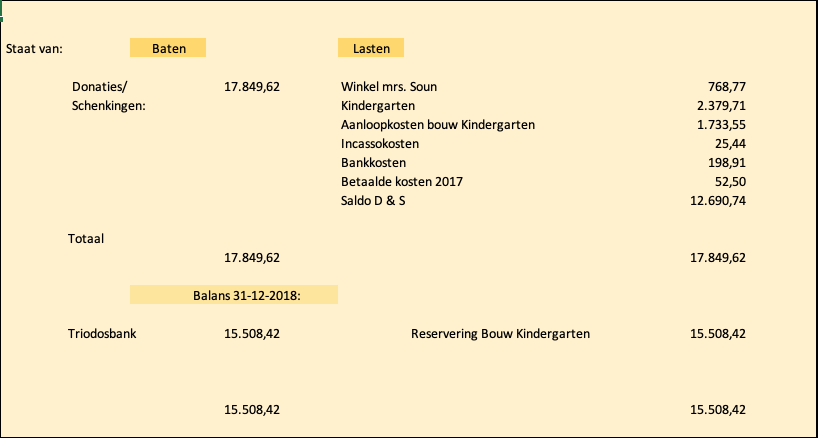 Staat van: Baten Lasten
Donaties/ 17.849,62 Winkel mrs. Soun 768,77
Schenkingen: Kindergarten 2.379,71
Aanloopkosten bouw Kindergarten 1.733,55
Incassokosten 25,44
Bankkosten 198,91
Betaalde kosten 2017 52,50
Saldo D & S 12.690,74
Totaal
17.849,62 17.849,62
Balans 31-12-2018:
Triodosbank 15.508,42 Reservering Bouw Kindergarten 15.508,42
15.508,42 15.508,42